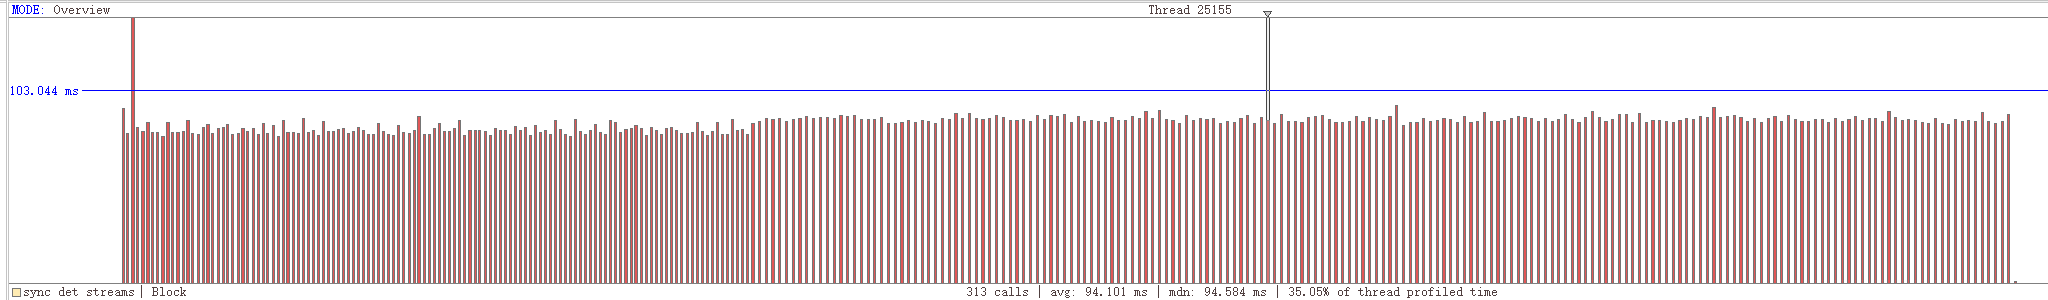 MODE: Overview Thread 25155
103.044 ms
sync det streams | Block 313 calls | avg: 94.101 ms | mdn: 94.584 ms | 35.05% of thread profiled time